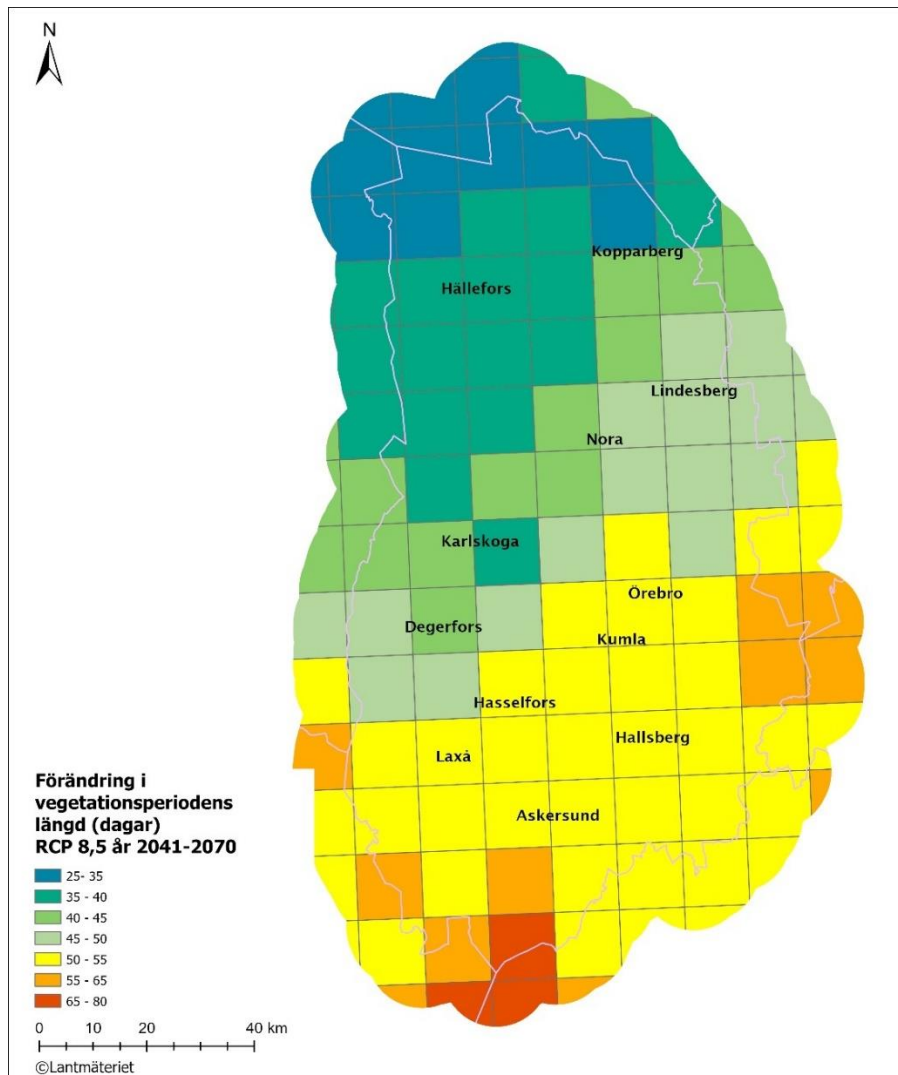 N
Kopparberg
Hällefors
Lindesberg
Nora
Karlskoga
Örebro
Degerfors
Kumla
Hasselfors
Hallsberg
Laxå
Askersund
Förändring i
vegetationsperiodens
längd (dagar)
RCP 8,5 år 2041-2070
25- 35
35 - 40
40 - 45
45 - 50
50 - 55
55 - 65
65 - 80
0 10 20 40 km
©Lantmäteriet